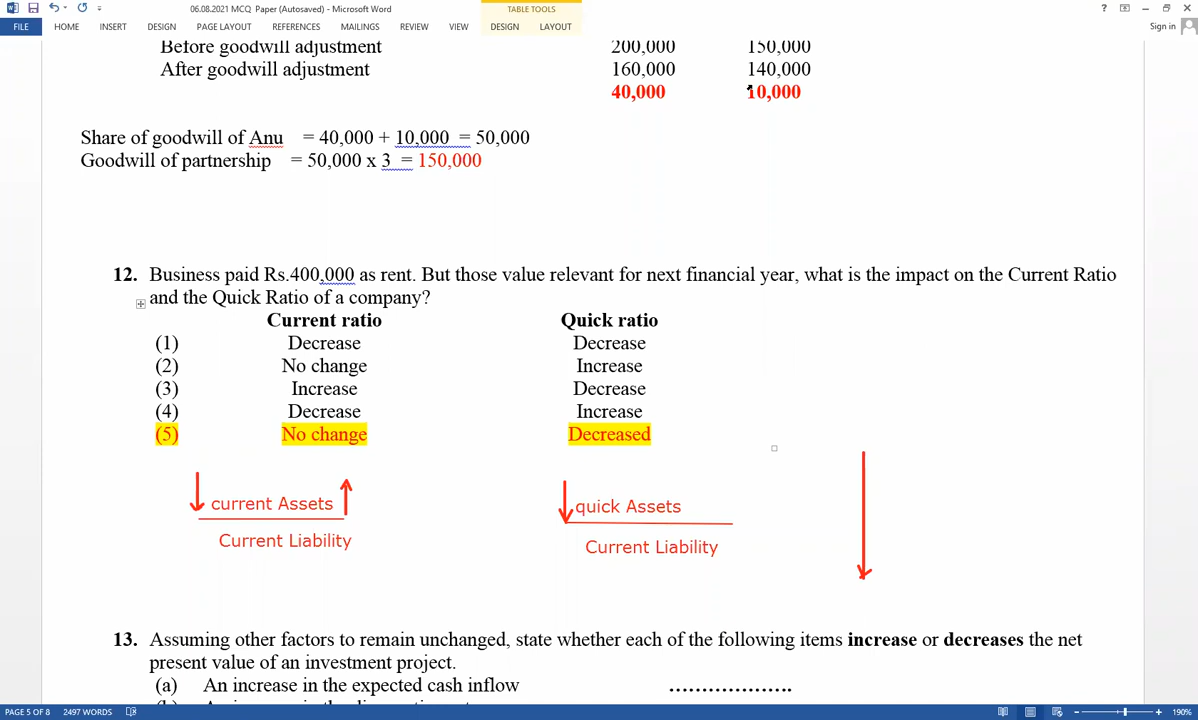 06.08.2021 MCQ Paper (Autosaved) - Microsoft Word
TABLE TOOLS
?
FILE HOME INSERT DESIGN PAGE LAYOUT REFERENCES MAILINGS REVIEW VIEW DESIGN LAYOUT Sign in
Before goodwill adjustment 200,000 150,000
After goodwill adjustment 160,000 140,000
40,000 10,000
Share of goodwill of Anu = 40,000 + 10,000 = 50,000
Goodwill of partnership = 50,000 x 3 = 150,000
12. Business paid Rs.400,000 as rent. But those value relevant for next financial year, what is the impact on the Current Ratio
and the Quick Ratio of a company?
Current ratio Quick ratio
(1) Decrease Decrease
(2) No change Increase
(3) Increase Decrease
(4) Decrease Increase
(5) No change Decreased
current Assets quick Assets
Current Liability Current Liability
13. Assuming other factors to remain unchanged, state whether each of the following items increase or decreases the net
present value of an investment project.
(a) An increase in the expected cash inflow ....................
PAGE 5 OF 8 2497 WORDS 190%